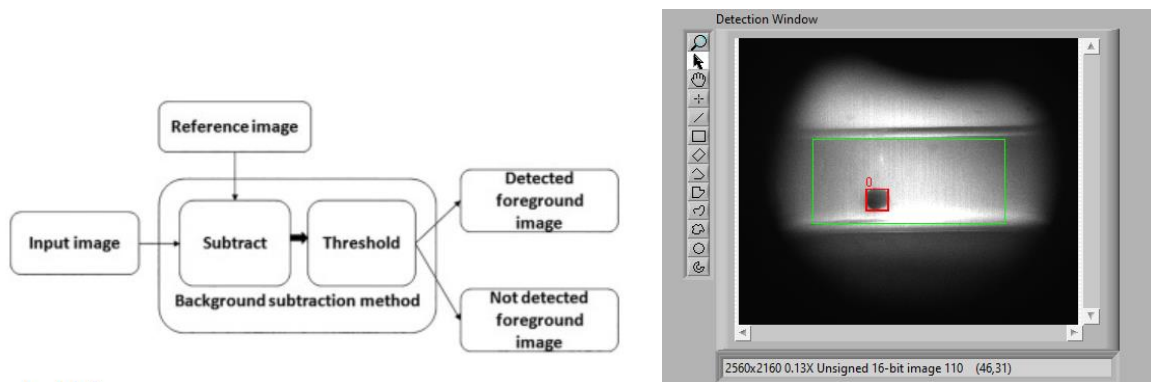 Reference image
Input image
Subtract
Threshold
Background subtraction method
Detected
foreground
image
Not detected
foreground
image
Detection Window
0
2560x2160 0.13X Unsigned 16-bit image 110 (46,31)